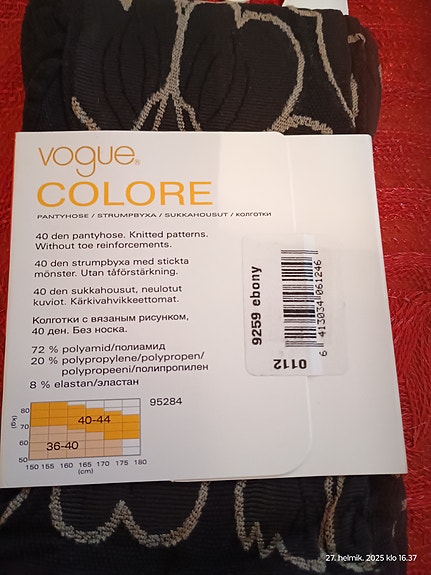 vogue®
COLORE
PANTYHOSE / STRUMPBYXA / SUKKAHOUSUT / КОЛГОТКИ
40 den pantyhose. Knitted patterns.
Without toe reinforcements.
40 den strumpbyxa med stickta
mönster. Utan tåförstärkning.
40 den sukkahousut, neulotut
kuviot. Kärkivahvikkeettomat.
Колготки с вязаным рисунком,
40 ден. Без носка.
72 % polyamid/полиамид
20 % polypropylene/polypropen/
polypropeeni/полипропилен
8 % elastan/эластан
95284
(kg)
80
70
60
50
40-44
36-40
150 155 160 165 170 175 180
(cm)
9259 ebony
6 413034 061246
0112
27. helmik. 2025 klo 16.37